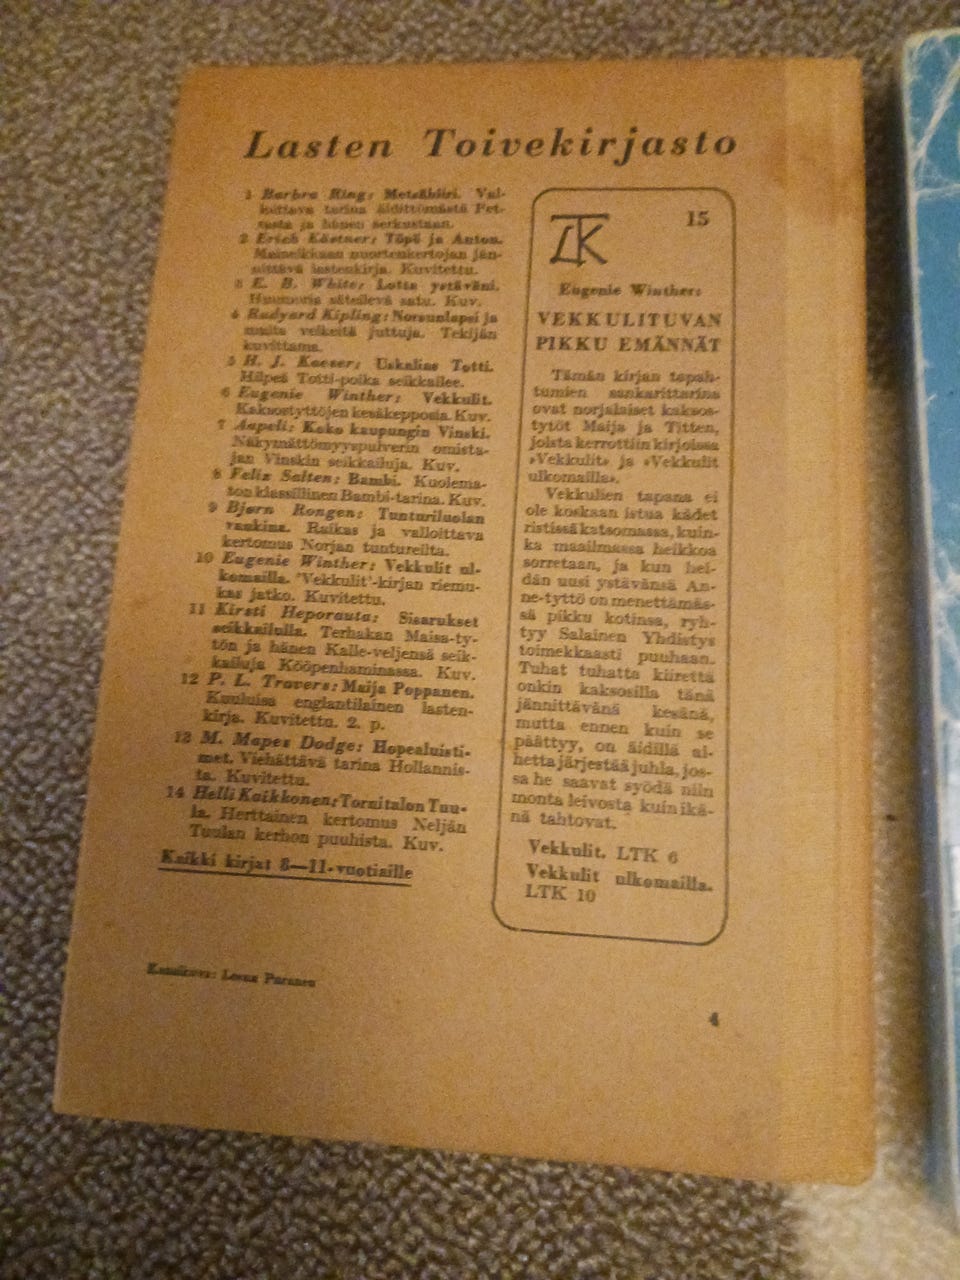 Lasten Toivekirjasto
1 Barbra Ring: Metsähiiri. Val-
loittava tarina äidittömästä Pet-
rasta ja hänen serkustaan.
2 Erich Kästner: Töpö ja Anton.
Maineikkaan nuortenkertojan jän-
nittävä lastenkirja. Kuvitettu.
3 E. B. White: Lotta ystäväni.
Huumoria säteilevä satu. Kuv.
4 Rudyard Kipling: Norsunlapsi ja
muita veikeitä juttuja. Tekijän
kuvittama.
5 H. J. Kaeser: Uskalias Totti.
Hilpeä Totti-poika seikkailee.
6 Eugenie Winther: Vekkulit.
Kaksostyttöjen kesäkepposia. Kuv.
7 Aapeli: Koko kaupungin Vinski.
Näkymättömyyspulverin omista-
jan Vinskin seikkailuja. Kuv.
8 Felix Salten: Bambi. Kuolema-
ton klassillinen Bambi-tarina. Kuv.
9 Bjørn Rongen: Tunturiluolan
vankina. Raikas ja valloittava
kertomus Norjan tuntureilta.
10 Eugenie Winther: Vekkulit ul-
komailla. 'Vekkulit'-kirjan riemu-
kas jatko. Kuvitettu.
11 Kirsti Heporauta: Sisarukset
seikkailulla. Terhakan Maisa-ty-
tön ja hänen Kalle-veljensä seik-
kailuja Kööpenhaminassa. Kuv.
12 P. L. Travers: Maija Poppanen.
Kuuluisa englantilainen lasten-
kirja. Kuvitettu. 2. p.
13 M. Mapes Dodge: Hopealuisti-
met. Viehättävä tarina Hollannis-
ta. Kuvitettu.
14 Helli Kaikkonen: Tornitalon Tuu-
la. Herttainen kertomus Neljän
Tuulan kerhon puuhista. Kuv.
Kaikki kirjat 8—11-vuotiaille
Kansikuva: Leena Puranen
LTK 15
Eugenie Winther:
VEKKULITUVAN
PIKKU EMÄNNÄT
Tämän kirjan tapah-
tumien sankarittarina
ovat norjalaiset kaksos-
tytöt Maija ja Titten,
joista kerrottiin kirjoissa
»Vekkulit» ja »Vekkulit
ulkomailla».
Vekkulien tapana ei
ole koskaan istua kädet
ristissä katsomassa, kuin-
ka maailmassa heikkoa
sorretaan, ja kun hei-
dän uusi ystävänsä An-
ne-tyttö on menettämäs-
sä pikku kotinsa, ryh-
tyy Salainen Yhdistys
toimekkaasti puuhaan.
Tuhat tuhatta kiirettä
onkin kaksosilla tänä
jännittävänä kesänä,
mutta ennen kuin se
päättyy, on äidillä ai-
hetta järjestää juhla, jos-
sa he saavat syödä niin
monta leivosta kuin ikä-
nä tahtovat.
Vekkulit. LTK 6
Vekkulit ulkomailla.
LTK 10
4